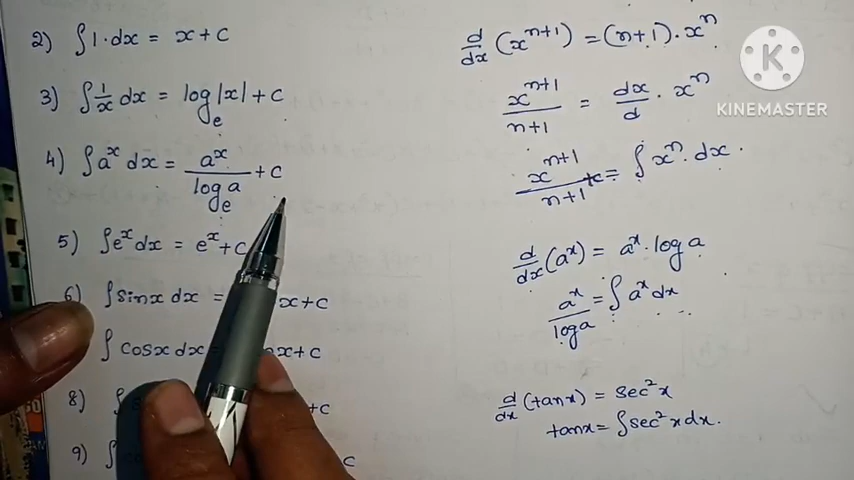 2) ∫1·dx = x+c
3) ∫1/x dx = logₑ|x|+c
4) ∫aˣ dx = aˣ/logₑa +c
5) ∫eˣdx = eˣ+c
6) ∫sinx dx = x+c
∫cosx dx = x+c
8) ∫ +c
9) ∫ c
d/dx (xⁿ⁺¹) = (n+1)·xⁿ
xⁿ⁺¹/n+1 = dx/d · xⁿ
xⁿ⁺¹/n+1 +c = ∫xⁿ·dx
d/dx(aˣ) = aˣ·log a
aˣ/log a = ∫aˣ dx
d/dx (tanx) = sec²x
tanx = ∫sec²x dx.
K
KINEMASTER